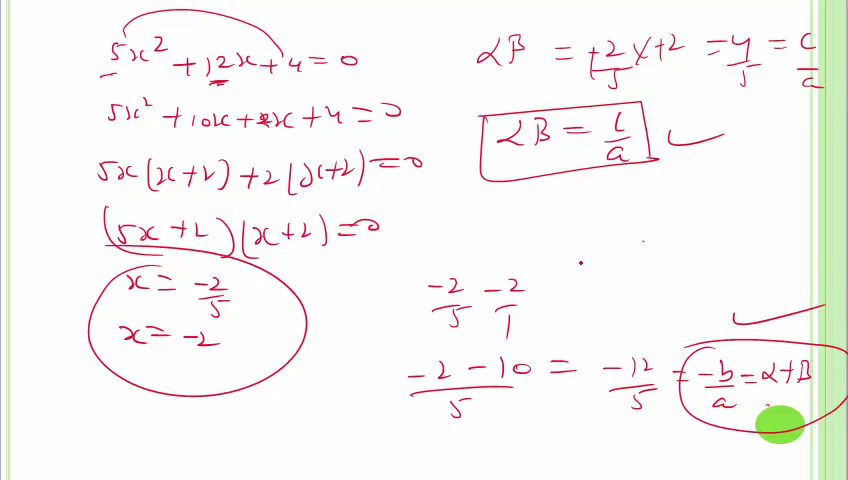 5x² + 12x + 4 = 0
5x² + 10x + 2x + 4 = 0
5x(x+2) + 2(x+2) = 0
(5x+2)(x+2) = 0
x = -2/5
x = -2
αβ = +2/5 × +2 = 4/5 = c/a
αβ = c/a
-2/5 -2/1
-2-10/5 = -12/5 = -b/a = α+β